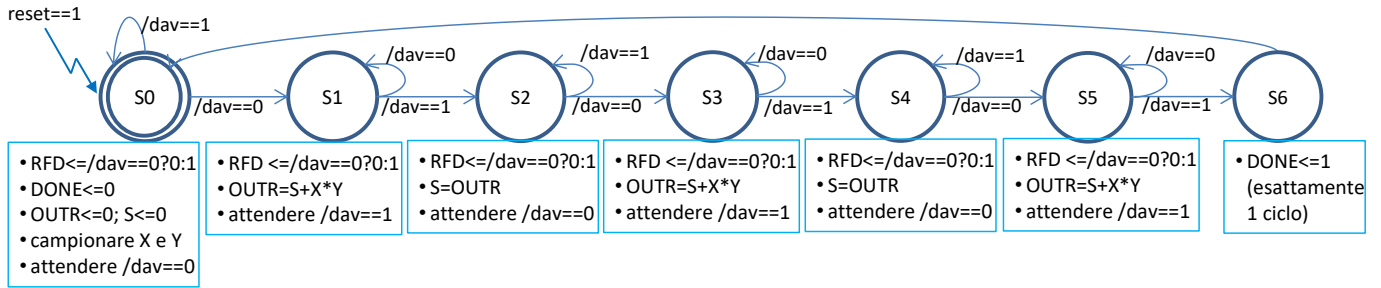 reset==1
/dav==1
/dav==0
/dav==1
/dav==0
/dav==1
/dav==0
S0
S1
S2
S3
S4
S5
S6
/dav==0
/dav==1
/dav==0
/dav==1
/dav==0
/dav==1
• RFD<=/dav==0?0:1
• DONE<=0
• OUTR<=0; S<=0
• campionare X e Y
• attendere /dav==0
• RFD <=/dav==0?0:1
• OUTR=S+X*Y
• attendere /dav==1
• RFD<=/dav==0?0:1
• S=OUTR
• attendere /dav==0
• RFD <=/dav==0?0:1
• OUTR=S+X*Y
• attendere /dav==1
• RFD<=/dav==0?0:1
• S=OUTR
• attendere /dav==0
• RFD <=/dav==0?0:1
• OUTR=S+X*Y
• attendere /dav==1
• DONE<=1
(esattamente
1 ciclo)